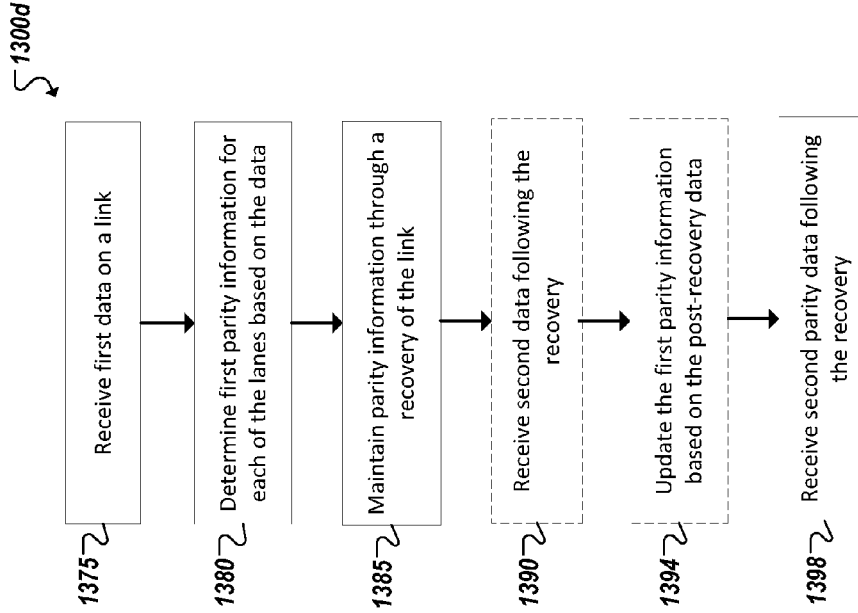 1300d
1375
Receive first data on a link
1380
Determine first parity information for
each of the lanes based on the data
1385
Maintain parity information through a
recovery of the link
1390
Receive second data following the
recovery
1394
Update the first parity information
based on the post-recovery data
1398
Receive second parity data following
the recovery